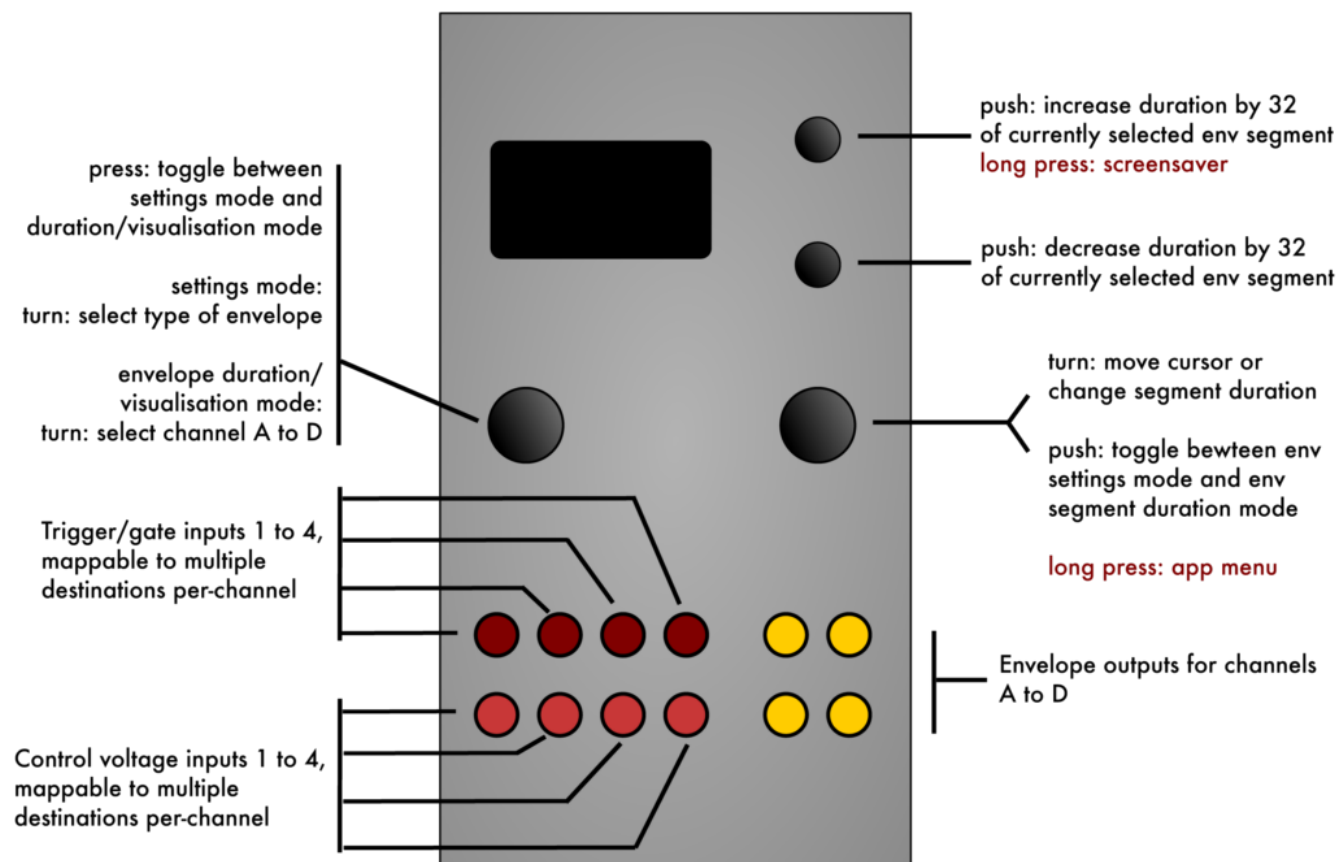 press: toggle between
settings mode and
duration/visualisation mode
settings mode:
turn: select type of envelope
envelope duration/
visualisation mode:
turn: select channel A to D
Trigger/gate inputs 1 to 4,
mappable to multiple
destinations per-channel
Control voltage inputs 1 to 4,
mappable to multiple
destinations per-channel
push: increase duration by 32
of currently selected env segment
long press: screensaver
push: decrease duration by 32
of currently selected env segment
turn: move cursor or
change segment duration
push: toggle bewteen env
settings mode and env
segment duration mode
long press: app menu
Envelope outputs for channels
A to D